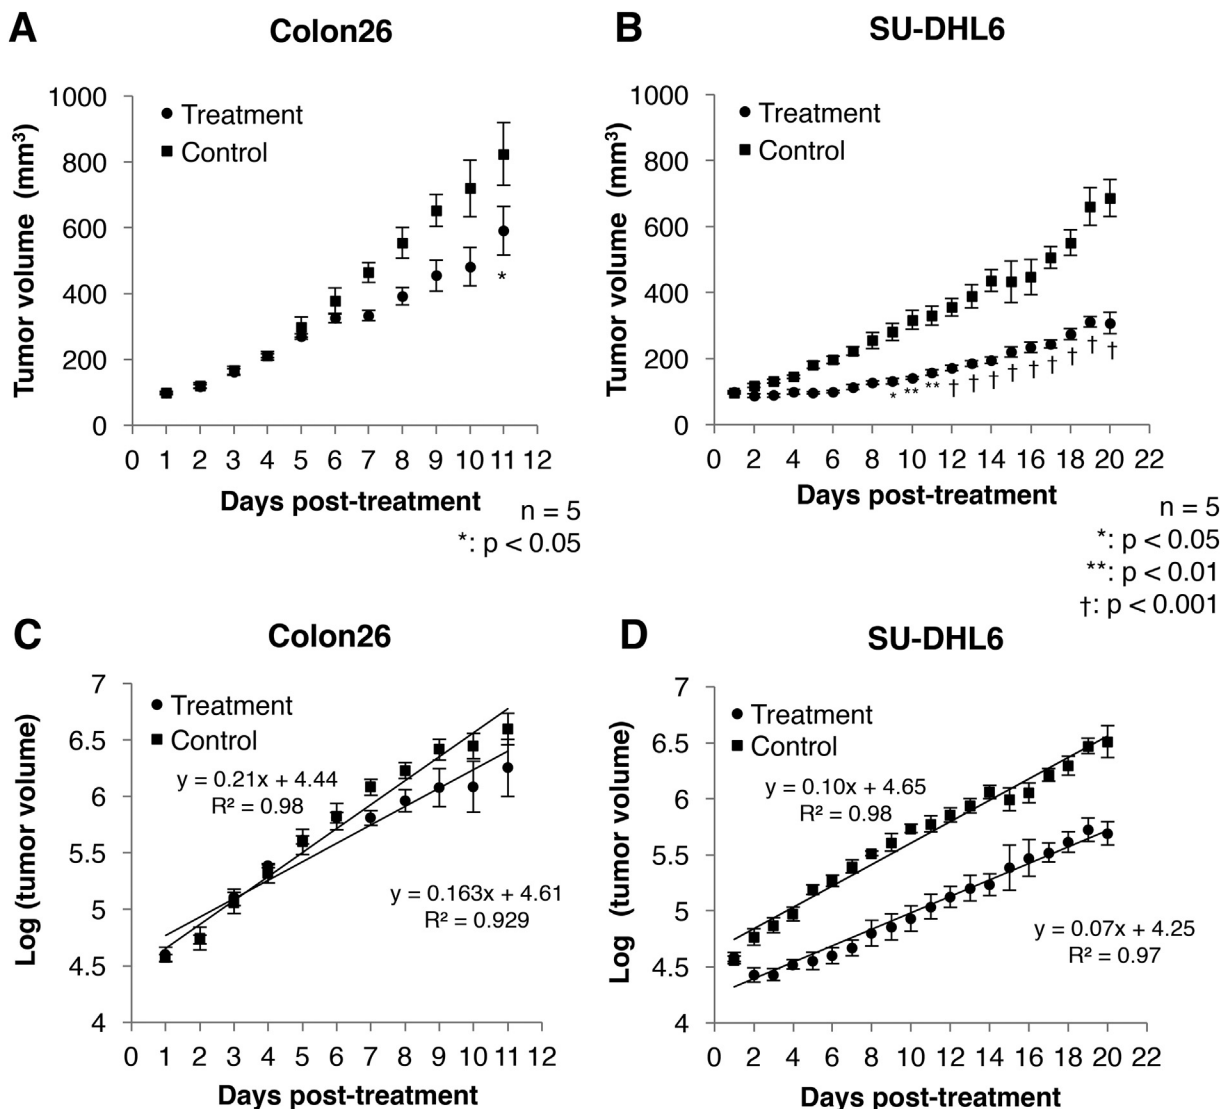 A
Colon26
Tumor volume (mm³)
1000
800
600
400
200
0
Treatment
Control
*
0 1 2 3 4 5 6 7 8 9 10 11 12
Days post-treatment
n = 5
*: p < 0.05
B
SU-DHL6
Tumor volume (mm³)
1000
800
600
400
200
0
Treatment
Control
* ** ** † † † † † † † † †
0 2 4 6 8 10 12 14 16 18 20 22
Days post-treatment
n = 5
*: p < 0.05
**: p < 0.01
†: p < 0.001
C
Colon26
Log (tumor volume)
7
6.5
6
5.5
5
4.5
4
Treatment
Control
y = 0.21x + 4.44
R² = 0.98
y = 0.163x + 4.61
R² = 0.929
0 1 2 3 4 5 6 7 8 9 10 11 12
Days post-treatment
D
SU-DHL6
Log (tumor volume)
7
6.5
6
5.5
5
4.5
4
Treatment
Control
y = 0.10x + 4.65
R² = 0.98
y = 0.07x + 4.25
R² = 0.97
0 2 4 6 8 10 12 14 16 18 20 22
Days post-treatment